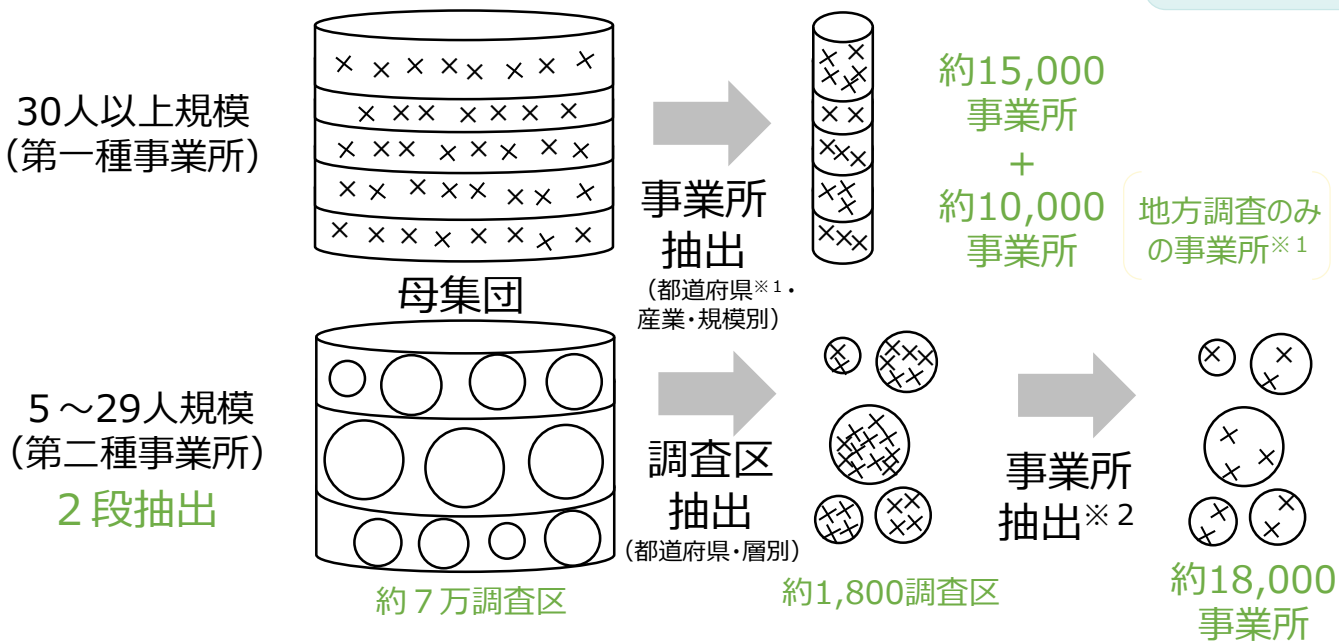 30人以上規模
（第一種事業所）
母集団
事業所
抽出
（都道府県※1・
産業・規模別）
約15,000
事業所
+
約10,000
事業所
地方調査のみ
の事業所※1
5～29人規模
（第二種事業所）
２段抽出
約７万調査区
調査区
抽出
（都道府県・層別）
約1,800調査区
事業所
抽出※2
約18,000
事業所